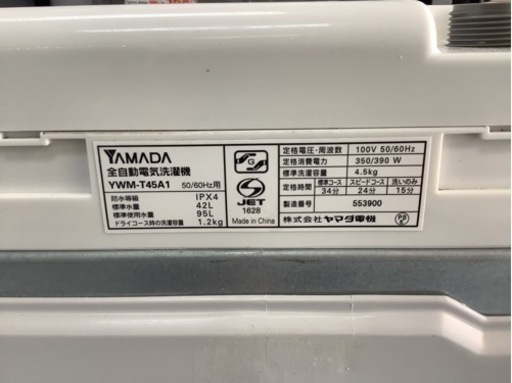 YAMADA
全自動電気洗濯機
YWM-T45A1 50/60Hz用
防水等級 IPX4
標準水量 42L
標準使用水量 95L
ドライコース時の洗濯容量 1.2kg
JET
1628
Made in China
定格電圧・周波数 100V 50/60Hz
定格消費電力 350/390 W
標準洗濯容量 4.5kg
定格時間 標準コース スピードコース 洗いのみ
34分 24分 15分
製造番号 553900
株式会社ヤマダ電機